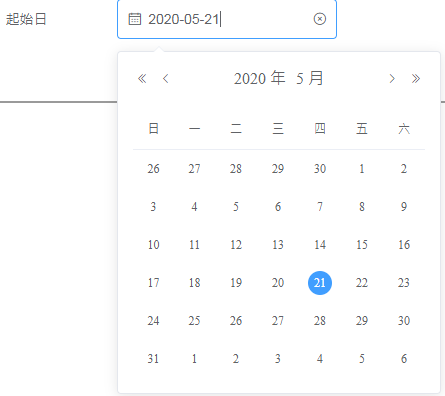 起始日 2020-05-21
2020 年 5 月
日 一 二 三 四 五 六
26 27 28 29 30 1 2
3 4 5 6 7 8 9
10 11 12 13 14 15 16
17 18 19 20 21 22 23
24 25 26 27 28 29 30
31 1 2 3 4 5 6